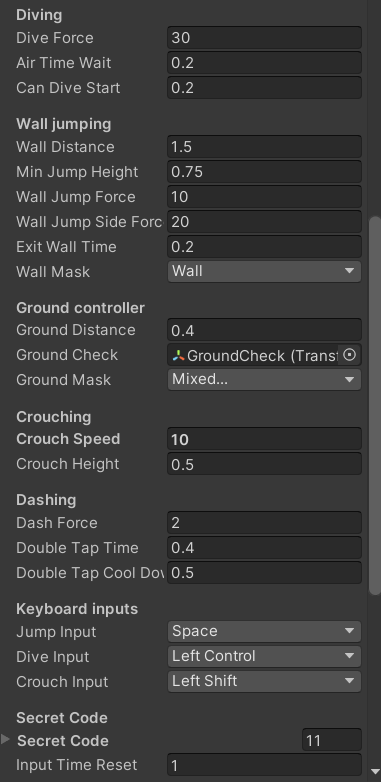 Diving
Dive Force 30
Air Time Wait 0.2
Can Dive Start 0.2
Wall jumping
Wall Distance 1.5
Min Jump Height 0.75
Wall Jump Force 10
Wall Jump Side Forc 20
Exit Wall Time 0.2
Wall Mask Wall
Ground controller
Ground Distance 0.4
Ground Check GroundCheck (Transf
Ground Mask Mixed...
Crouching
Crouch Speed 10
Crouch Height 0.5
Dashing
Dash Force 2
Double Tap Time 0.4
Double Tap Cool Dov 0.5
Keyboard inputs
Jump Input Space
Dive Input Left Control
Crouch Input Left Shift
Secret Code
Secret Code 11
Input Time Reset 1